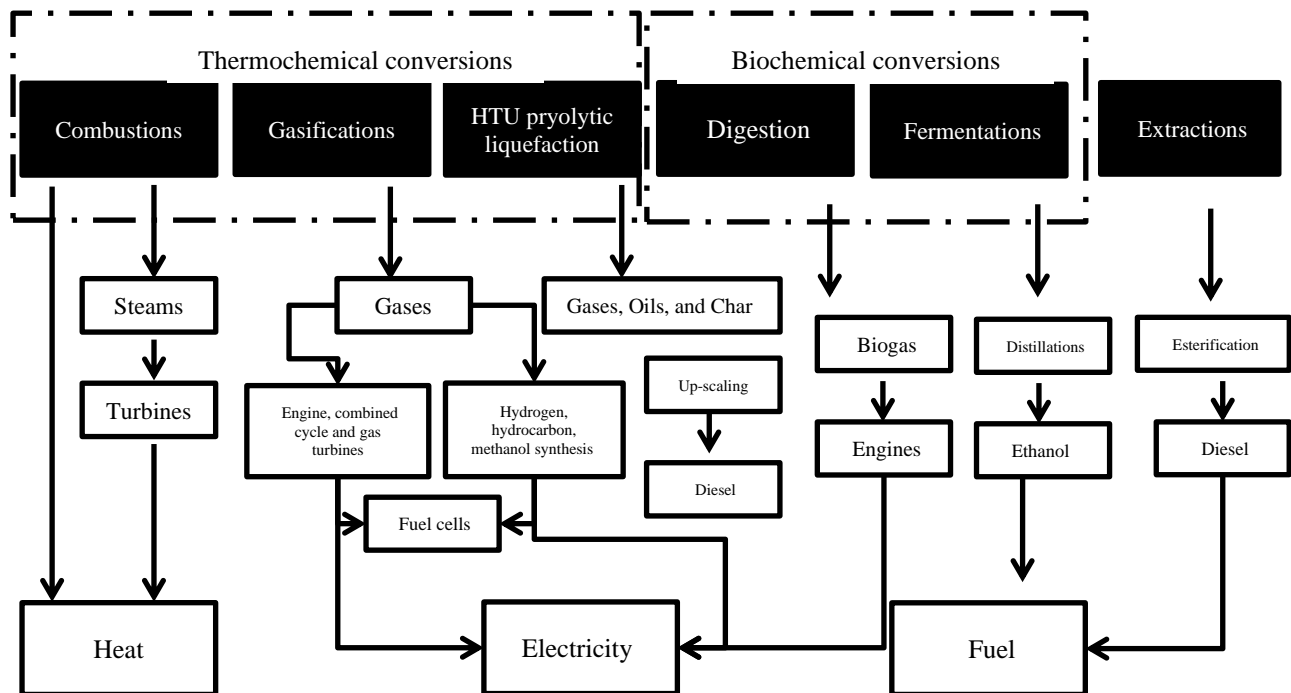 Thermochemical conversions
Biochemical conversions
Combustions
Gasifications
HTU pryolytic
liquefaction
Digestion
Fermentations
Extractions
Steams
Gases
Gases, Oils, and Char
Biogas
Distillations
Esterification
Turbines
Engine, combined
cycle and gas
turbines
Hydrogen,
hydrocarbon,
methanol synthesis
Up-scaling
Engines
Ethanol
Diesel
Diesel
Fuel cells
Heat
Electricity
Fuel